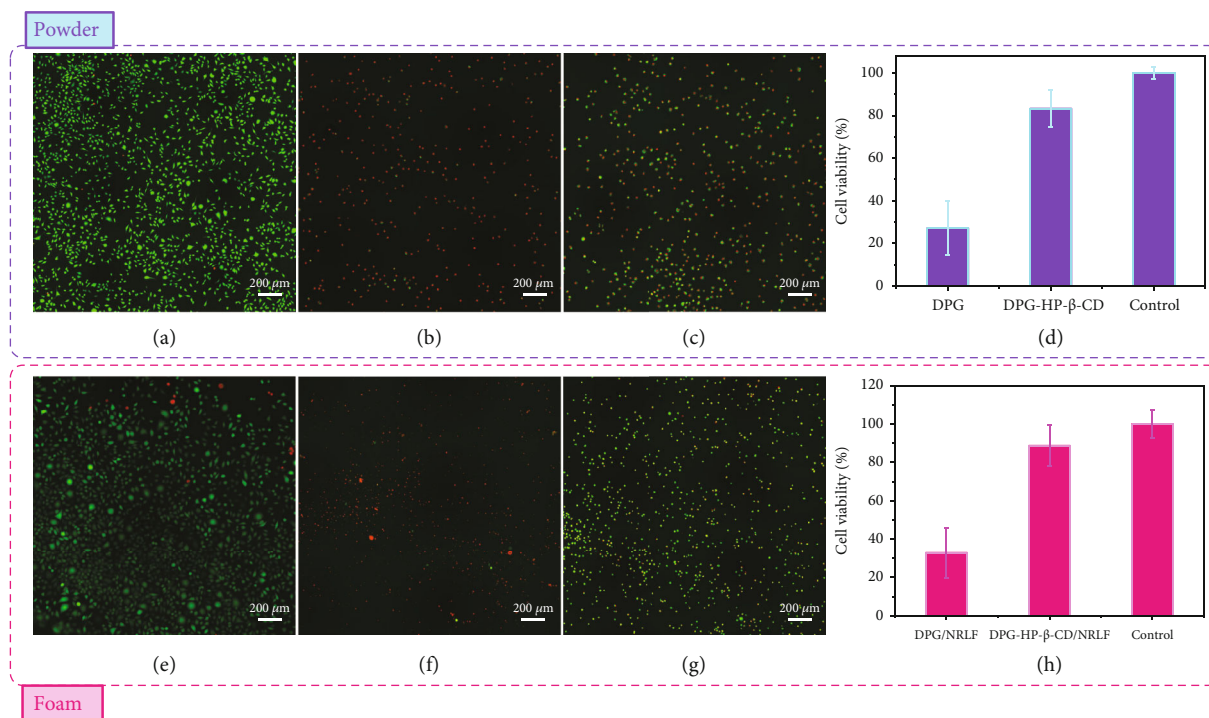 Powder
200 μm
200 μm
200 μm
(a)
(b)
(c)
Cell viability (%)
100
80
60
40
20
0
DPG
DPG-HP-β-CD
Control
(d)
200 μm
200 μm
200 μm
(e)
(f)
(g)
Cell viability (%)
120
100
80
60
40
20
0
DPG/NRLF
DPG-HP-β-CD/NRLF
Control
(h)
Foam